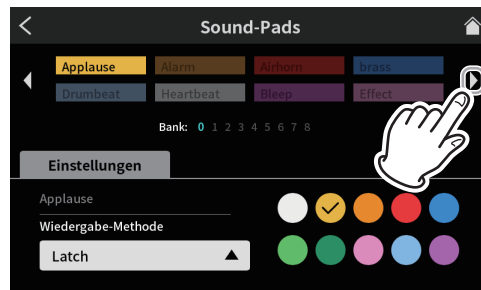 Sound-Pads
Applause Alarm Airhorn brass
Drumbeat Heartbeat Bleep Effect
Bank: 0 1 2 3 4 5 6 7 8
Einstellungen
Applause
Wiedergabe-Methode
Latch